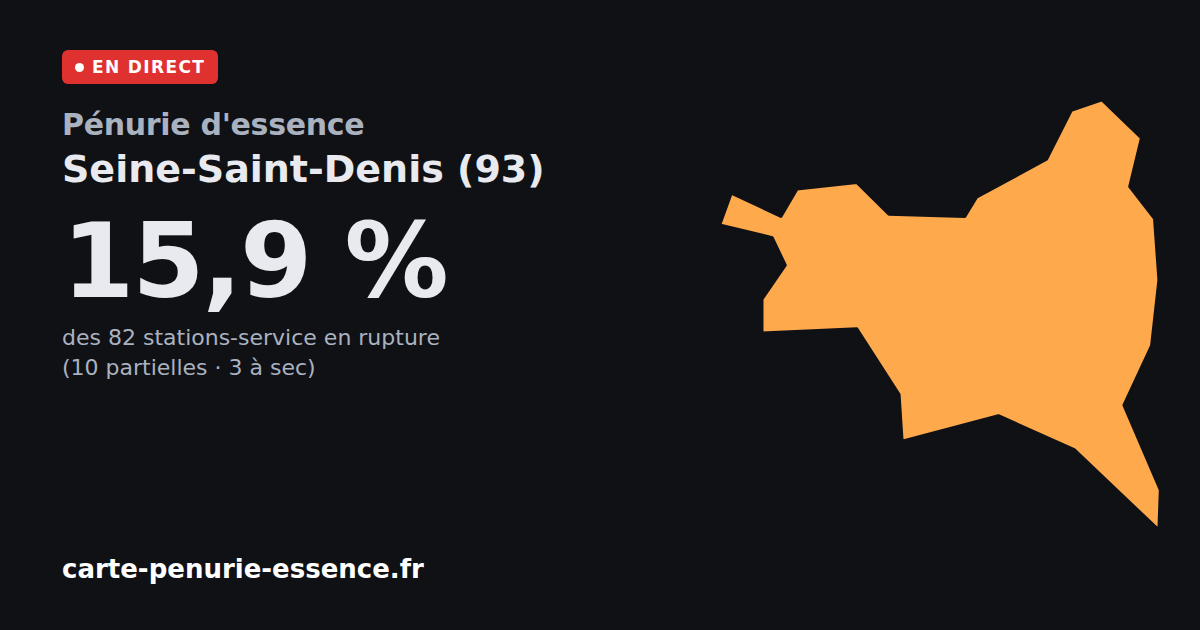 EN DIRECT
Pénurie d'essence
Seine-Saint-Denis (93)
15,9 %
des 82 stations-service en rupture
(10 partielles · 3 à sec)
carte-penurie-essence.fr